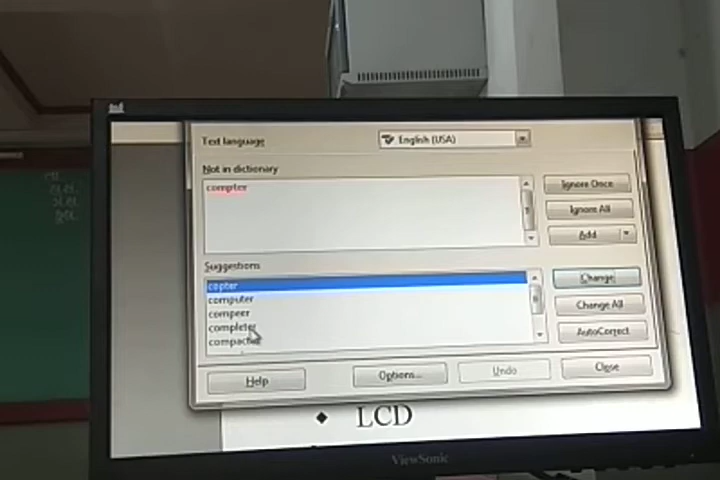 Text language
English (USA)
Not in dictionary
compter
Ignore Once
Ignore All
Add
Suggestions
copter
computer
compeer
completer
Change
Change All
AutoCorrect
Help
Options...
Undo
Close
LCD
ViewSonic